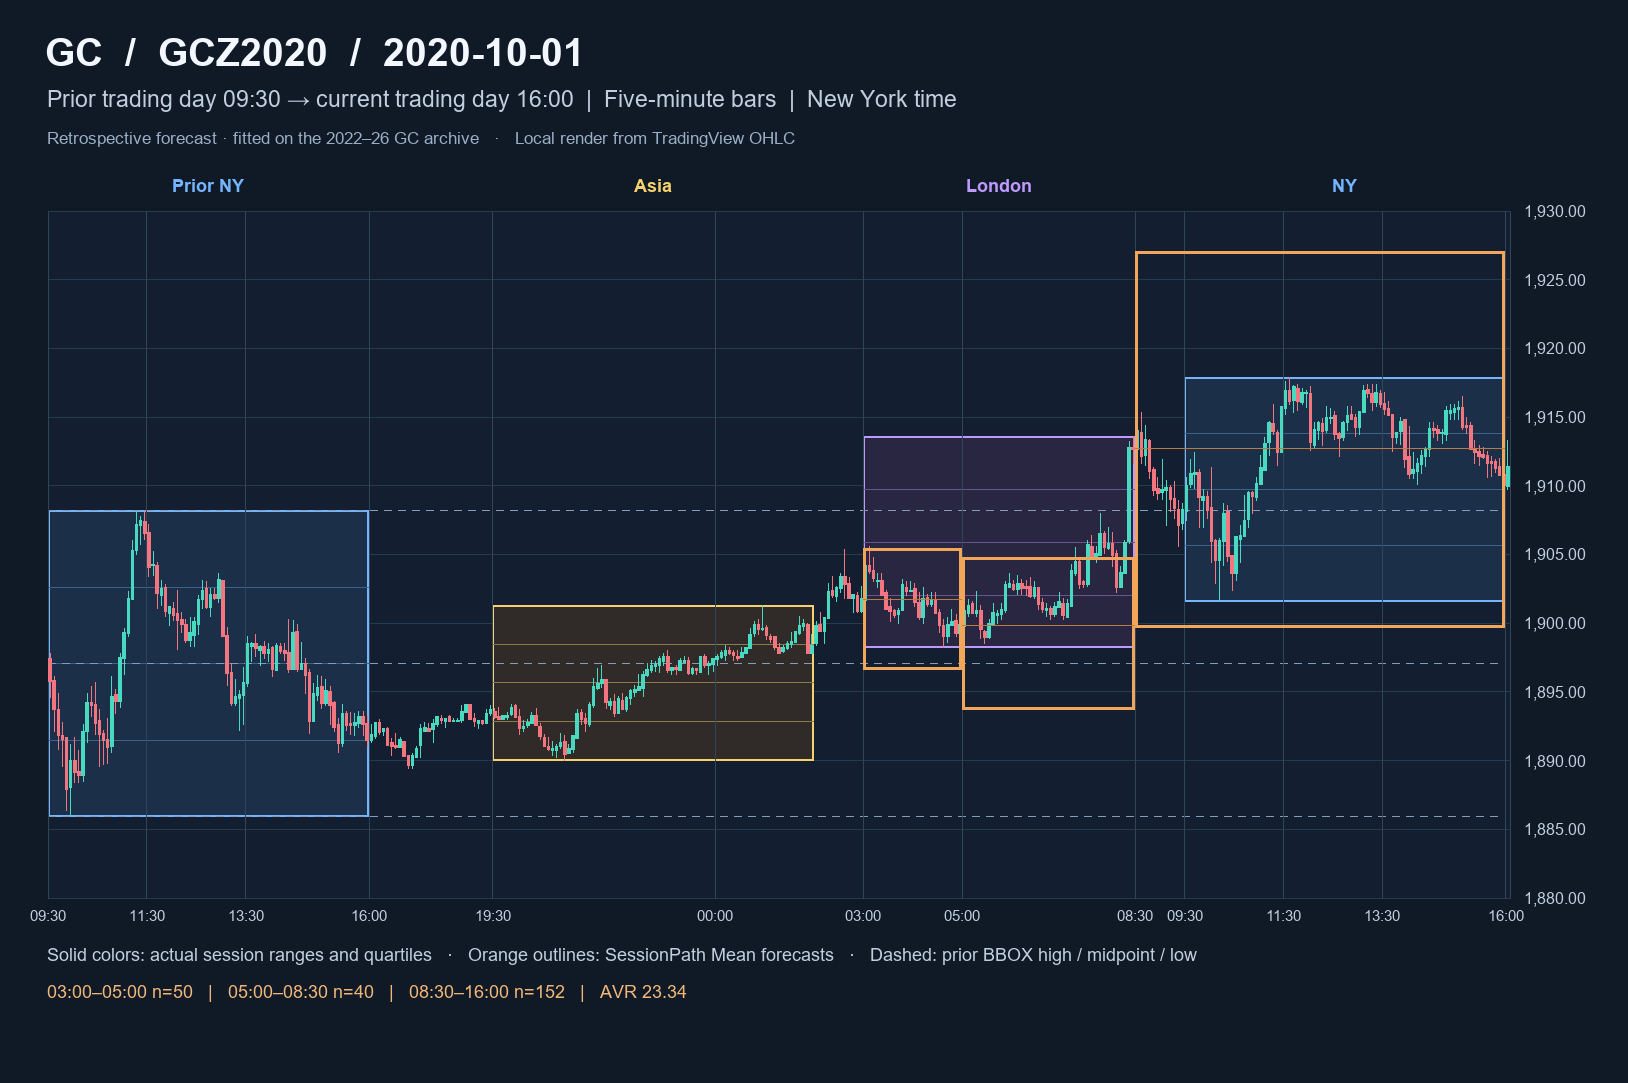 GC / GCZ2020 / 2020-10-01
Prior trading day 09:30 → current trading day 16:00 | Five-minute bars | New York time
Retrospective forecast · fitted on the 2022–26 GC archive · Local render from TradingView OHLC
Prior NY Asia London NY
1,930.00
1,925.00
1,920.00
1,915.00
1,910.00
1,905.00
1,900.00
1,895.00
1,890.00
1,885.00
1,880.00
09:30 11:30 13:30 16:00 19:30 00:00 03:00 05:00 08:30 09:30 11:30 13:30 16:00
Solid colors: actual session ranges and quartiles · Orange outlines: SessionPath Mean forecasts · Dashed: prior BBOX high / midpoint / low
03:00–05:00 n=50 | 05:00–08:30 n=40 | 08:30–16:00 n=152 | AVR 23.34